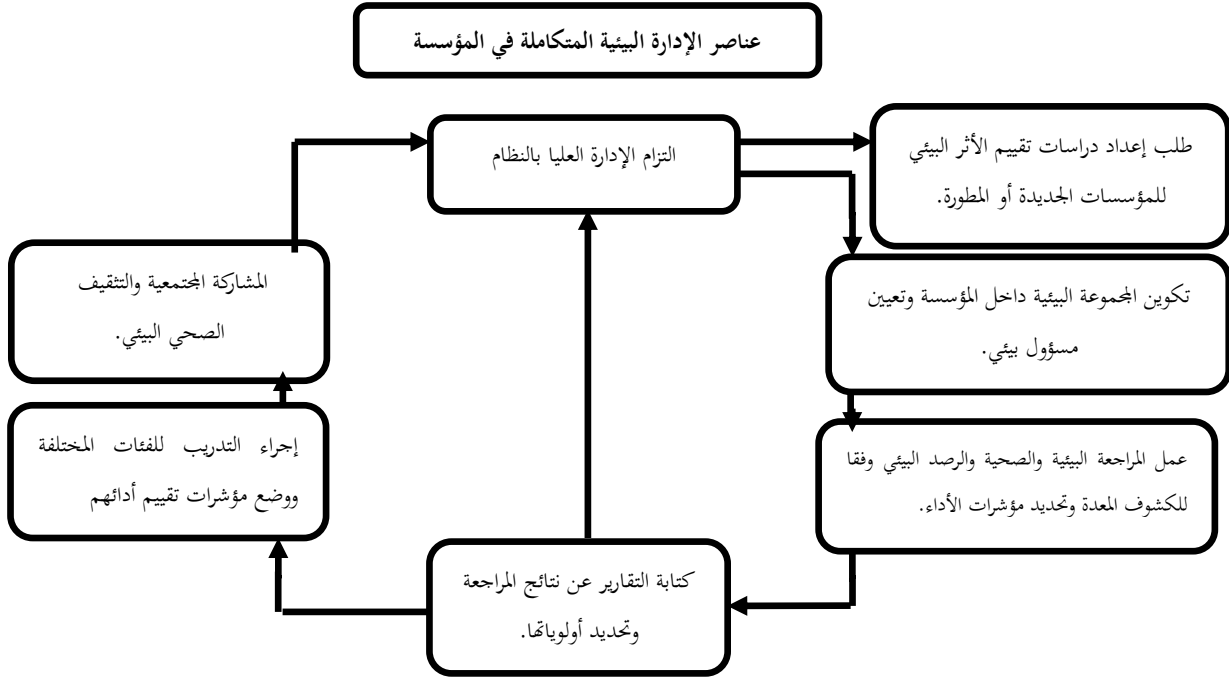 عناصر الإدارة البيئية المتكاملة في المؤسسة
التزام الإدارة العليا بالنظام
طلب إعداد دراسات تقييم الأثر البيئي
للمؤسسات الجديدة أو المطورة.
تكوين المجموعة البيئية داخل المؤسسة وتعيين
مسؤول بيئي.
عمل المراجعة البيئية والصحية والرصد البيئي وفقا
للكشوف المعدة وتحديد مؤشرات الأداء.
كتابة التقارير عن نتائج المراجعة
وتحديد أولوياتها.
إجراء التدريب للفئات المختلفة
ووضع مؤشرات تقييم أدائهم
المشاركة المجتمعية والتثقيف
الصحي البيئي.